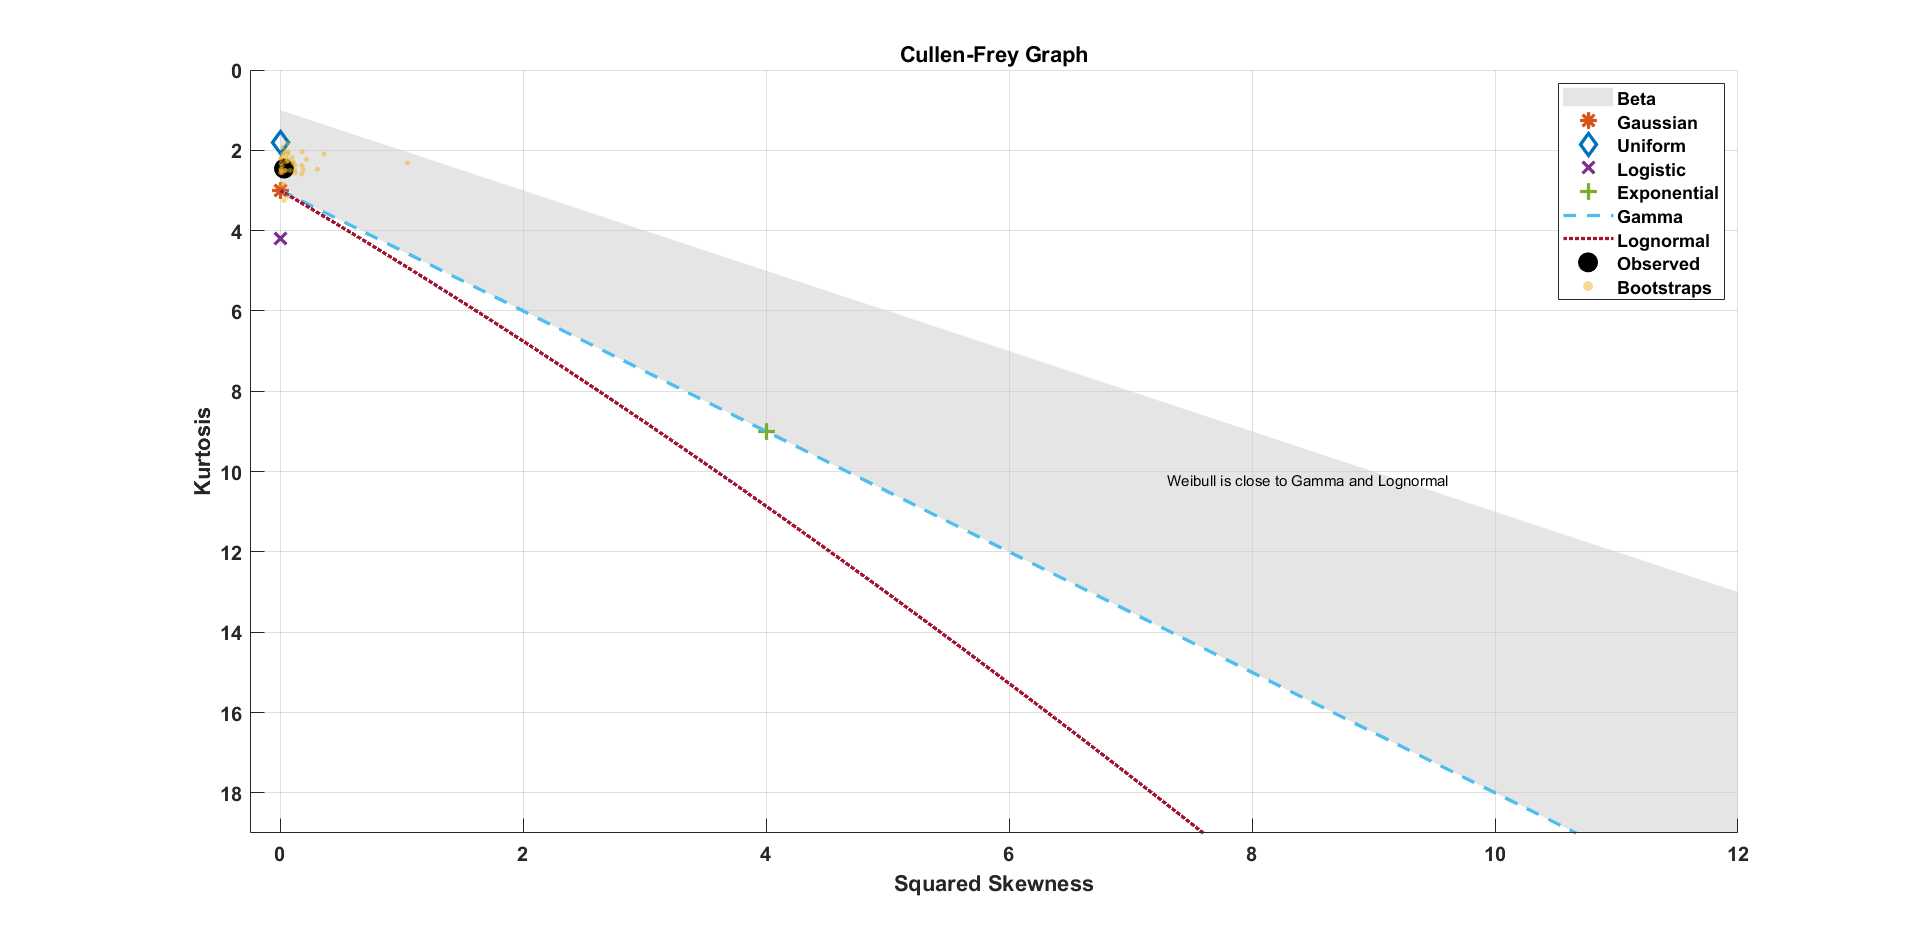 Cullen-Frey Graph
Kurtosis
0
2
4
6
8
10
12
14
16
18
Beta
Gaussian
Uniform
Logistic
Exponential
Gamma
Lognormal
Observed
Bootstraps
Weibull is close to Gamma and Lognormal
0 2 4 6 8 10 12
Squared Skewness